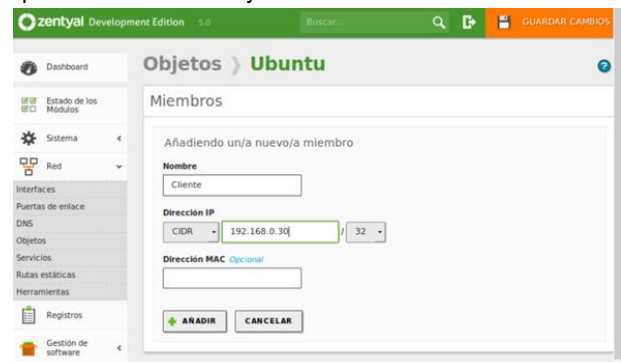 zentyal Development Edition 5.0
Buscar...
GUARDAR CAMBIOS
Dashboard
Estado de los
Módulos
Sistema
Red
Interfaces
Puertas de enlace
DNS
Objetos
Servicios
Rutas estáticas
Herramientas
Registros
Gestión de
software
Objetos Ubuntu
Miembros
Añadiendo un/a nuevo/a miembro
Nombre
Cliente
Dirección IP
CIDR 192.168.0.30 / 32
Dirección MAC Opcional
AÑADIR CANCELAR